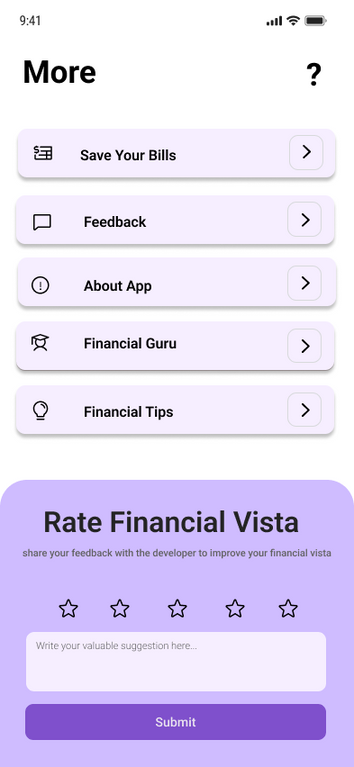 9:41
More
?
Save Your Bills
Feedback
About App
Financial Guru
Financial Tips
Rate Financial Vista
share your feedback with the developer to improve your financial vista
Write your valuable suggestion here...
Submit